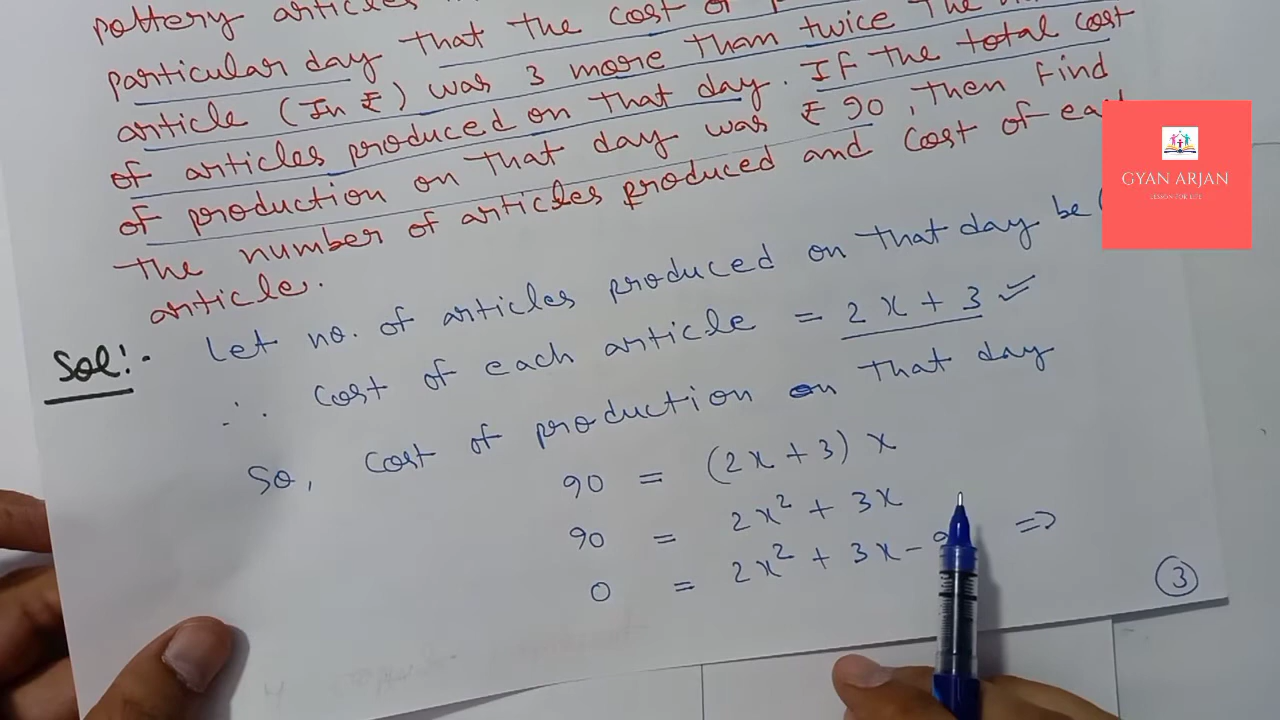 pottery articles
particular day that the cost of
article (In ₹) was 3 more than twice the
of articles produced on that day. If the total cost
of production on that day was ₹ 90, then find
the number of articles produced and cost of each
article.
GYAN ARJAN
LESSON FOR LIFE
Sol:- Let no. of articles produced on that day be (
∴ Cost of each article = 2x + 3 ✓
So, Cost of production on that day
90 = (2x + 3) x
90 = 2x² + 3x
0 = 2x² + 3x - 9 =>
3